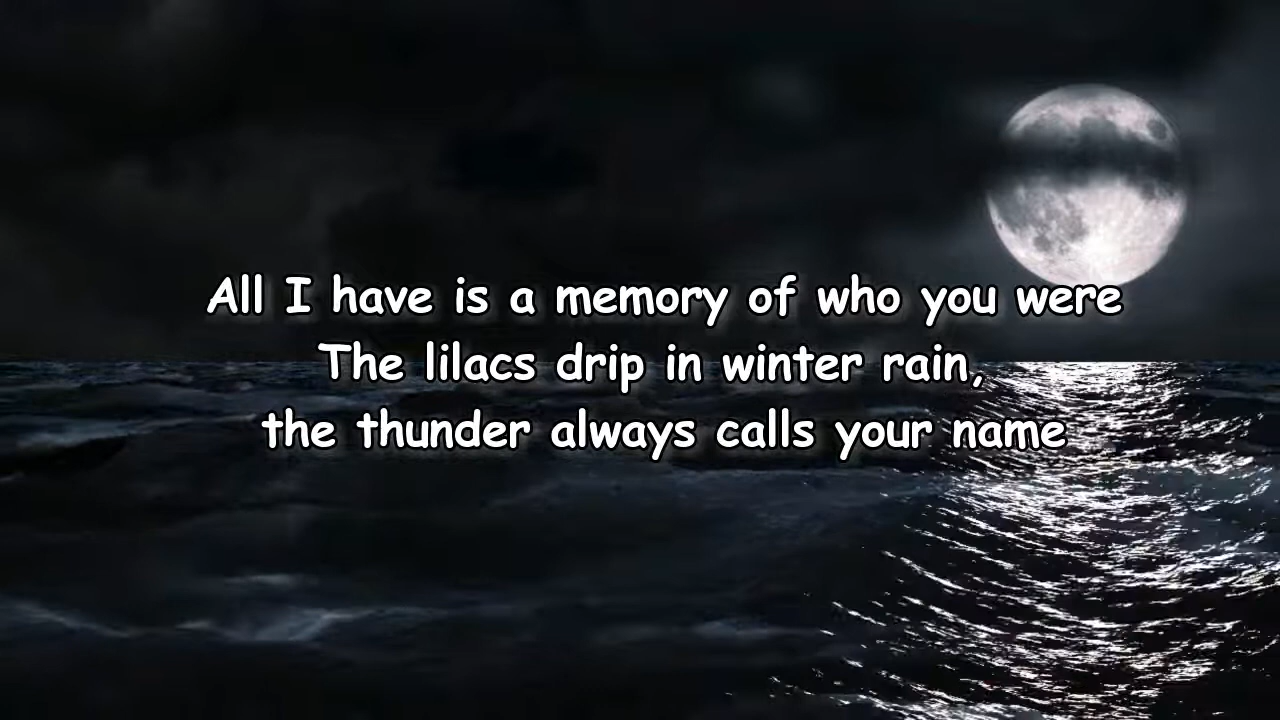 All I have is a memory of who you were
The lilacs drip in winter rain,
the thunder always calls your name